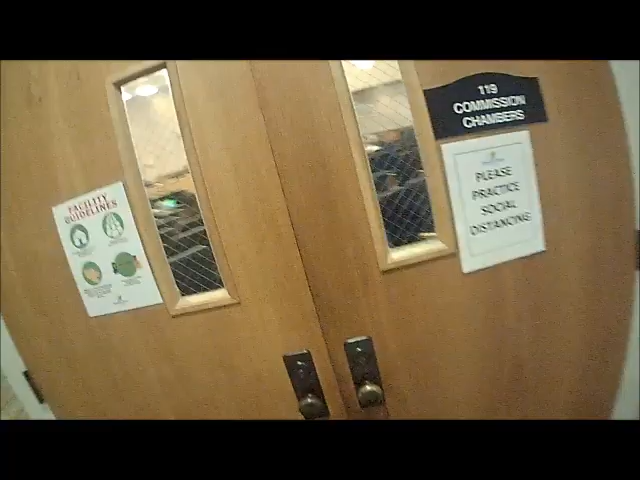 119
COMMISSION
CHAMBERS
PLEASE
PRACTICE
SOCIAL
DISTANCING
FACILITY
GUIDELINES